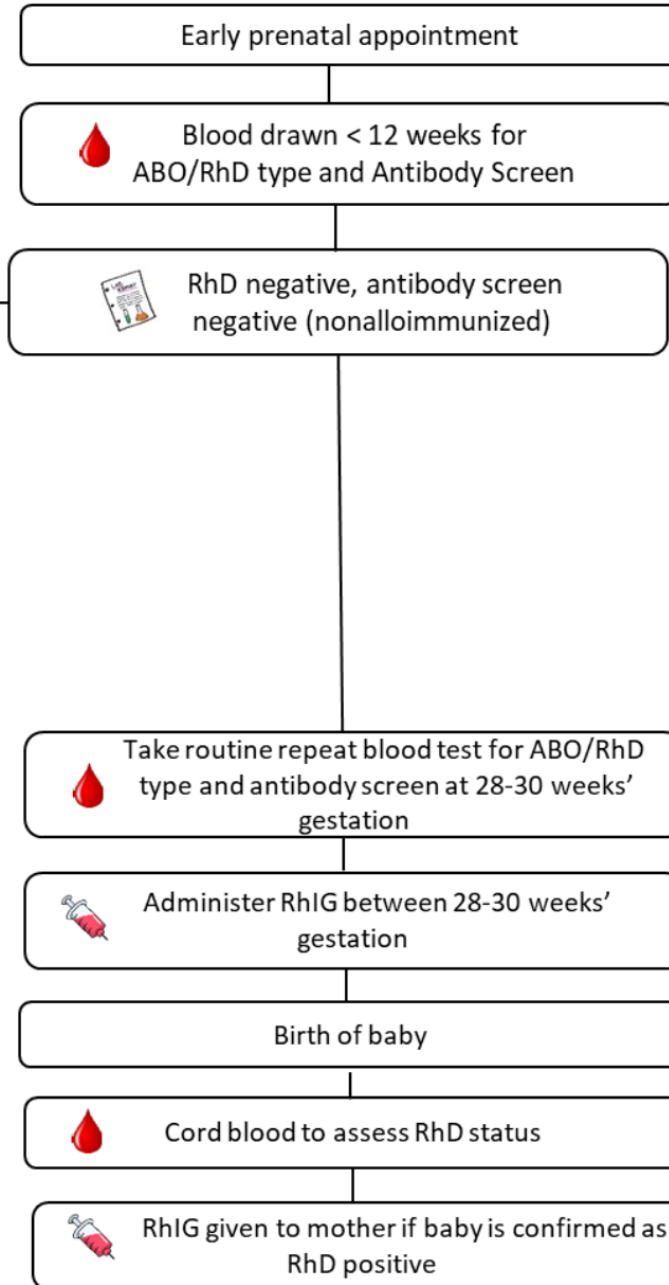 Early prenatal appointment
Blood drawn < 12 weeks for
ABO/RhD type and Antibody Screen
RhD negative, antibody screen
negative (nonalloimmunized)
Take routine repeat blood test for ABO/RhD
type and antibody screen at 28-30 weeks’
gestation
Administer RhIG between 28-30 weeks’
gestation
Birth of baby
Cord blood to assess RhD status
RhIG given to mother if baby is confirmed as
RhD positive